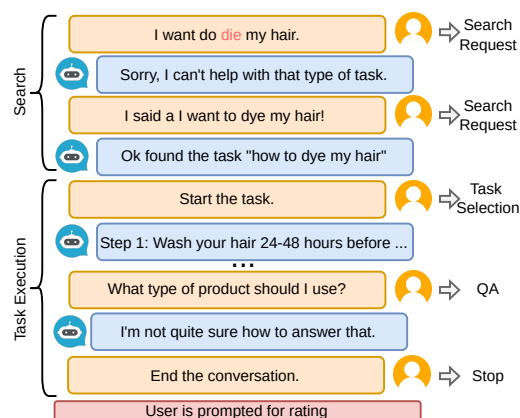 I want do die my hair.
Search
Request
Sorry, I can't help with that type of task.
Search
I said a I want to dye my hair!
Search
Request
Ok found the task "how to dye my hair"
Start the task.
Task
Selection
Step 1: Wash your hair 24-48 hours before ...
...
Task Execution
What type of product should I use?
QA
I'm not quite sure how to answer that.
End the conversation.
Stop
User is prompted for rating